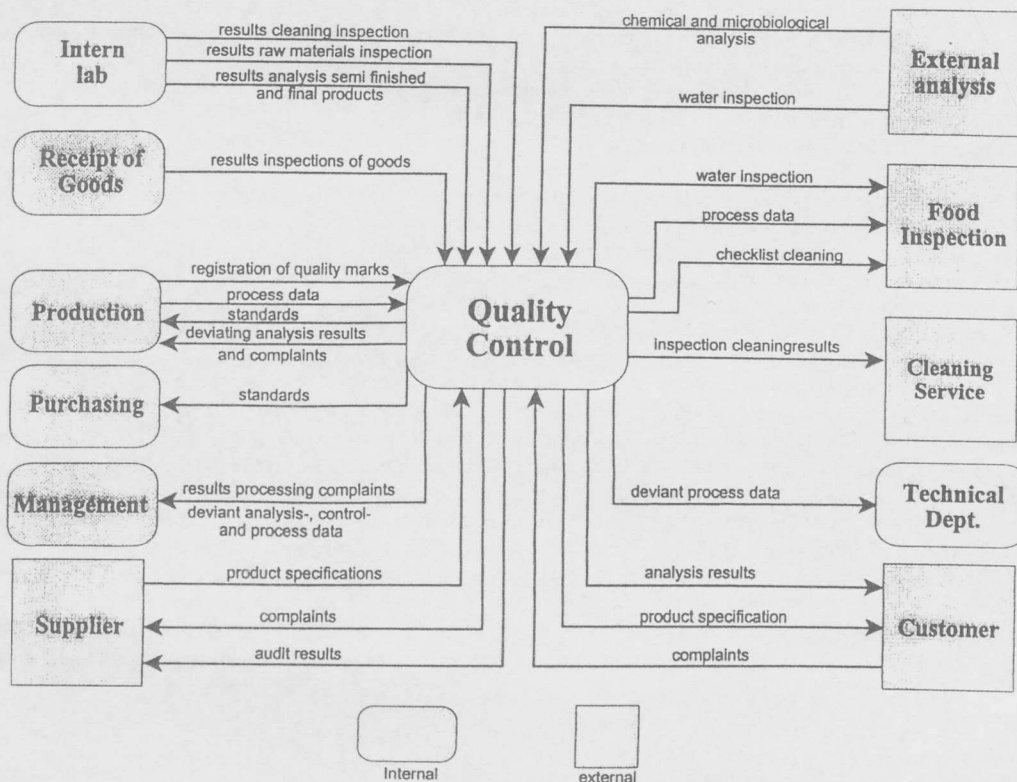 Intern
lab
results cleaning inspection
results raw materials inspection
results analysis semi finished
and final products
chemical and microbiological
analysis
water inspection
External
analysis
Receipt of
Goods
results inspections of goods
water inspection
process data
checklist cleaning
Food
Inspection
Production
registration of quality marks
process data
standards
deviating analysis results
and complaints
Quality
Control
inspection cleaningresults
Cleaning
Service
Purchasing
standards
Management
results processing complaints
deviant analysis-, control-
and process data
deviant process data
Technical
Dept.
Supplier
product specifications
complaints
audit results
analysis results
product specification
complaints
Customer
Internal
external